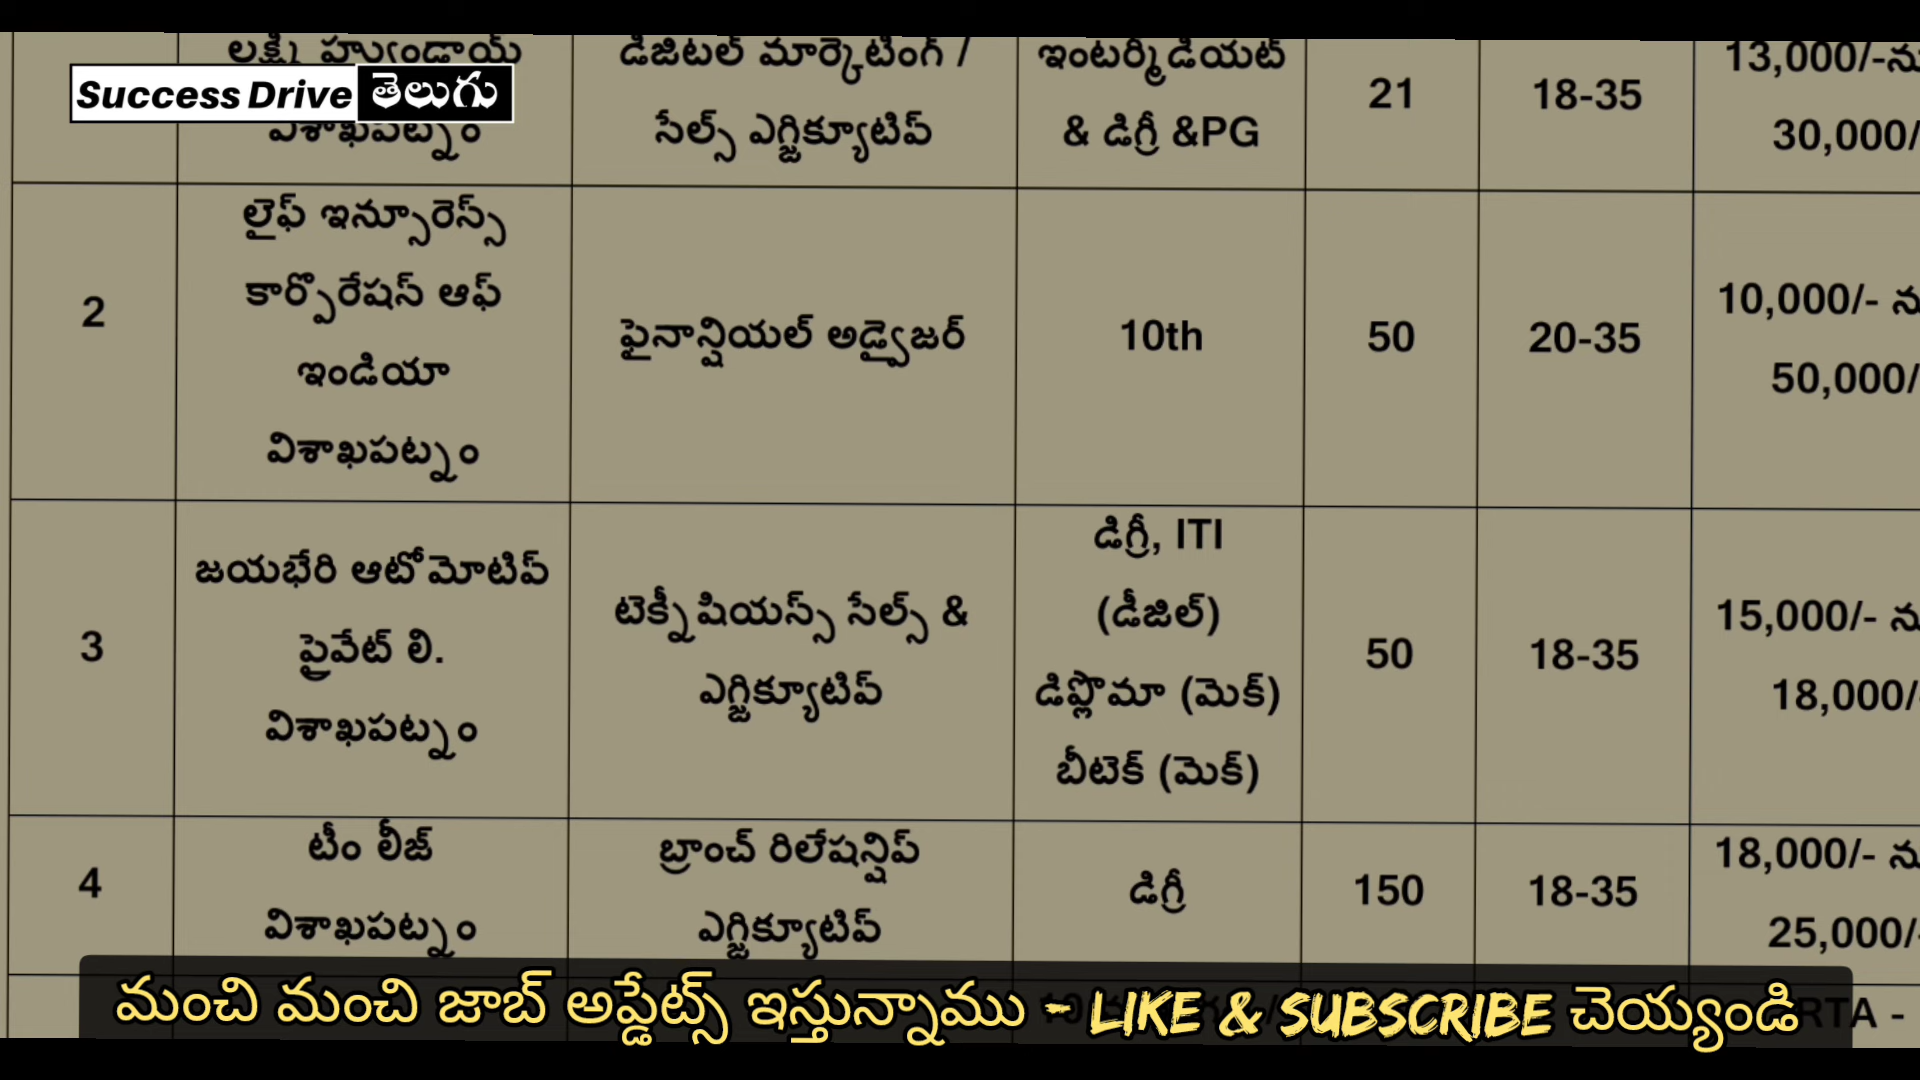 లక్ష్మీ హ్యుండాయ్
విశాఖపట్నం
Success Drive తెలుగు
డిజిటల్ మార్కెటింగ్ /
సేల్స్ ఎగ్జిక్యూటివ్
ఇంటర్మీడియట్
& డిగ్రీ &PG
21
18-35
13,000/-ను
30,000/
2
లైఫ్ ఇన్సూరెన్స్
కార్పొరేషన్ ఆఫ్
ఇండియా
విశాఖపట్నం
ఫైనాన్షియల్ అడ్వైజర్
10th
50
20-35
10,000/- ను
50,000/
3
జయభేరి ఆటోమోటివ్
ప్రైవేట్ లి.
విశాఖపట్నం
టెక్నీషియన్స్ సేల్స్ &
ఎగ్జిక్యూటివ్
డిగ్రీ, ITI
(డీజిల్)
డిప్లొమా (మెక్)
బీటెక్ (మెక్)
50
18-35
15,000/- ను
18,000/-
4
టీం లీజ్
విశాఖపట్నం
బ్రాంచ్ రిలేషన్షిప్
ఎగ్జిక్యూటివ్
డిగ్రీ
150
18-35
18,000/- ను
25,000/-
మంచి మంచి జాబ్ అప్డేట్స్ ఇస్తున్నాము - LIKE & SUBSCRIBE చెయ్యండి